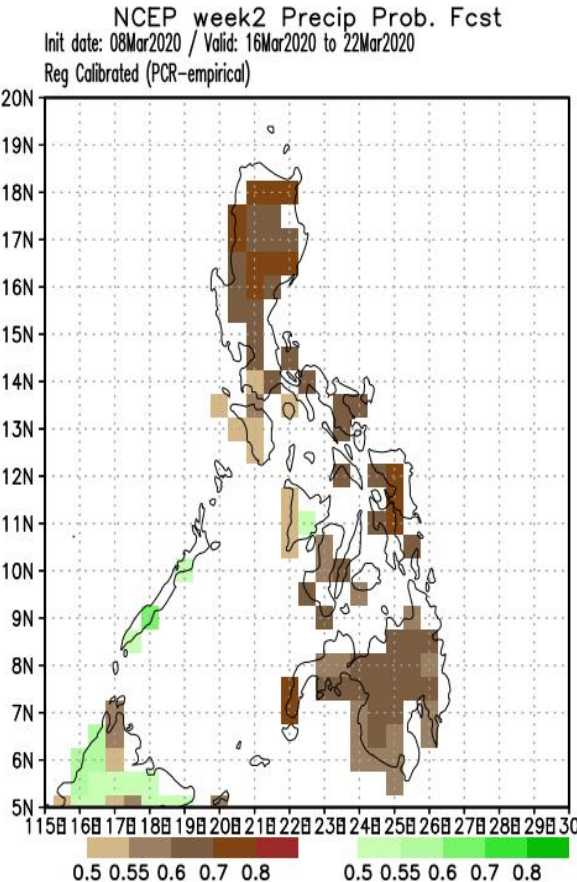 NCEP week2 Precip Prob. Fcst
Init date: 08Mar2020 / Valid: 16Mar2020 to 22Mar2020
Reg Calibrated (PCR-empirical)
20N
19N
18N
17N
16N
15N
14N
13N
12N
11N
10N
9N
8N
7N
6N
5N
115E 116E 117E 118E 119E 120E 121E 122E 123E 124E 125E 126E 127E 128E 129E 130
0.5 0.55 0.6 0.7 0.8 0.5 0.55 0.6 0.7 0.8